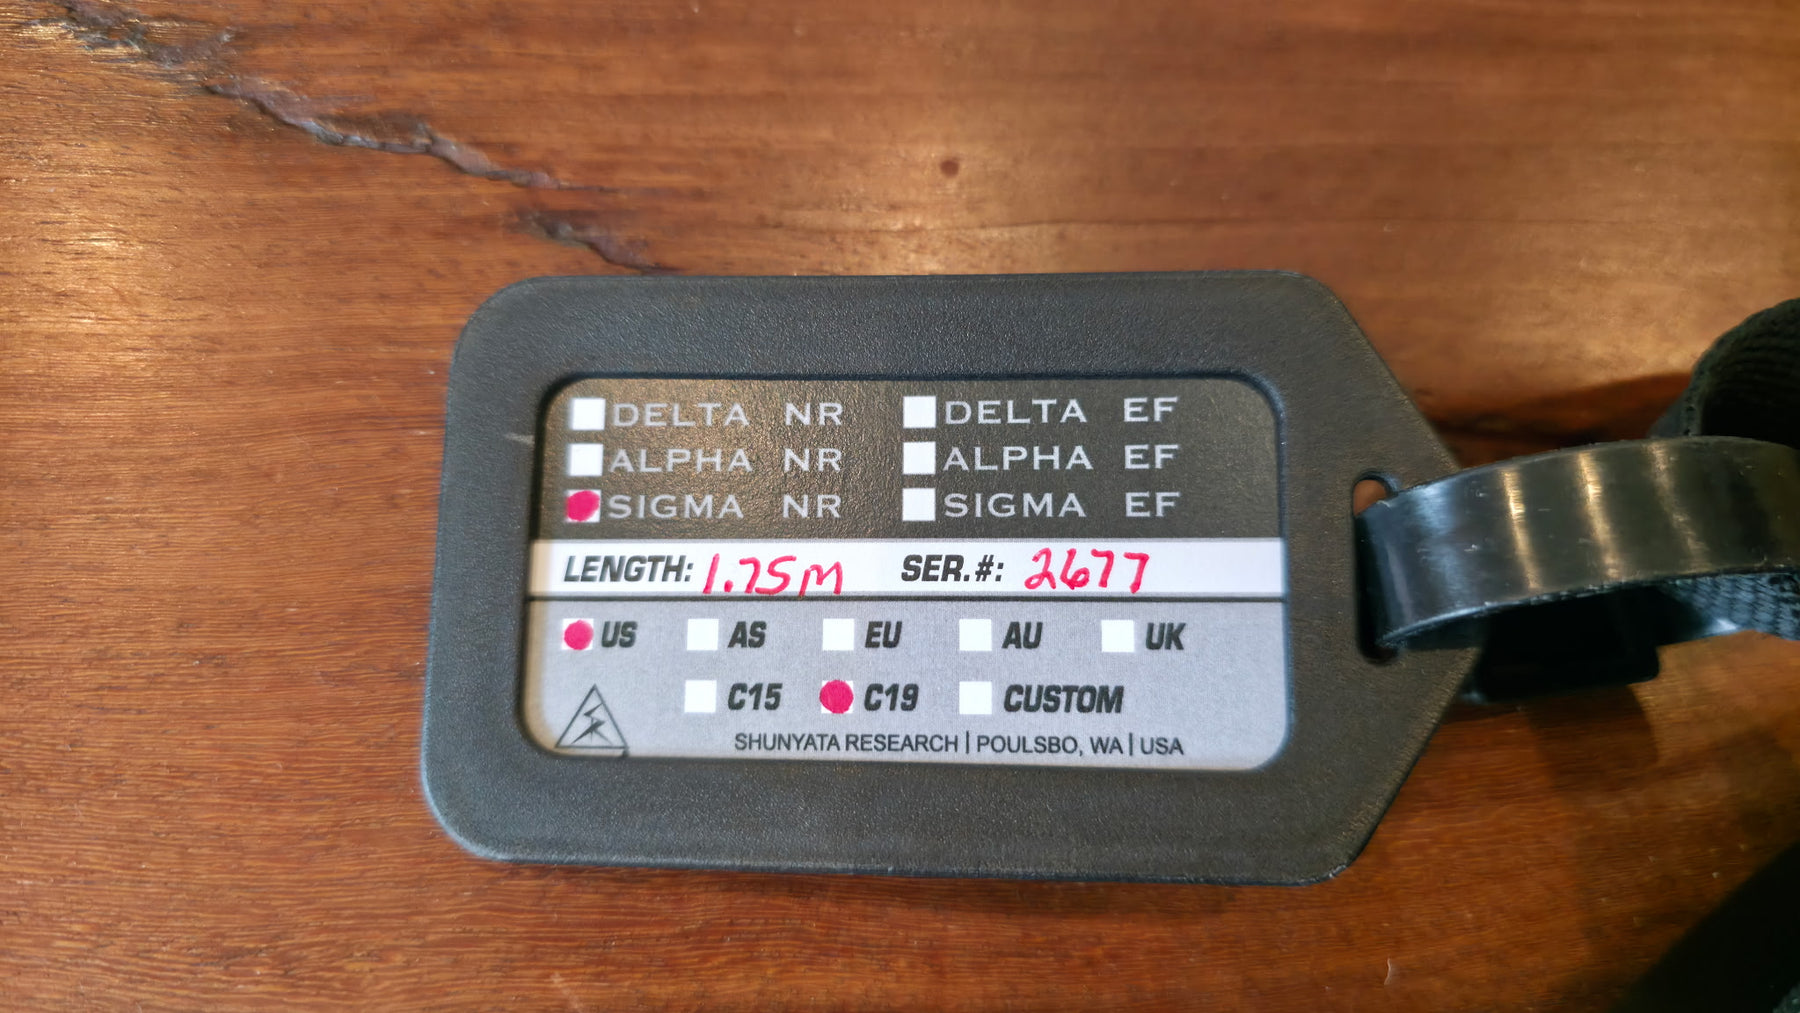 DELTA NR DELTA EF
ALPHA NR ALPHA EF
SIGMA NR SIGMA EF
LENGTH: 1.75M SER.#: 2677
US AS EU AU UK
C15 C19 CUSTOM
SHUNYATA RESEARCH | POULSBO, WA | USA